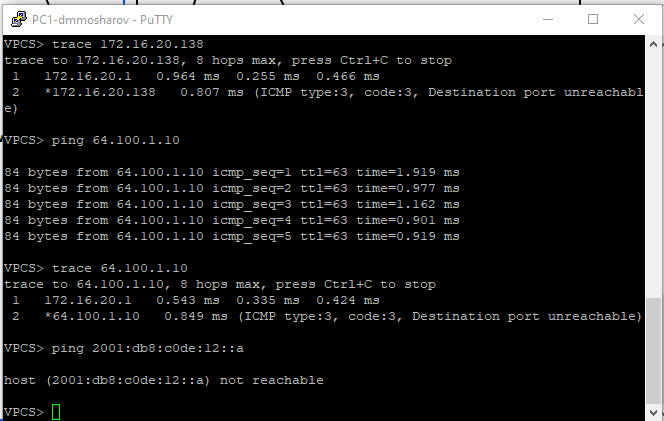 PC1-dmmosharov - PuTTY
VPCS> trace 172.16.20.138
trace to 172.16.20.138, 8 hops max, press Ctrl+C to stop
 1   172.16.20.1   0.964 ms  0.255 ms  0.466 ms
 2   *172.16.20.138   0.807 ms (ICMP type:3, code:3, Destination port unreachabl
e)
VPCS> ping 64.100.1.10
84 bytes from 64.100.1.10 icmp_seq=1 ttl=63 time=1.919 ms
84 bytes from 64.100.1.10 icmp_seq=2 ttl=63 time=0.977 ms
84 bytes from 64.100.1.10 icmp_seq=3 ttl=63 time=1.162 ms
84 bytes from 64.100.1.10 icmp_seq=4 ttl=63 time=0.901 ms
84 bytes from 64.100.1.10 icmp_seq=5 ttl=63 time=0.919 ms
VPCS> trace 64.100.1.10
trace to 64.100.1.10, 8 hops max, press Ctrl+C to stop
 1   172.16.20.1   0.543 ms  0.335 ms  0.424 ms
 2   *64.100.1.10   0.849 ms (ICMP type:3, code:3, Destination port unreachable)
VPCS> ping 2001:db8:c0de:12::a
host (2001:db8:c0de:12::a) not reachable
VPCS>